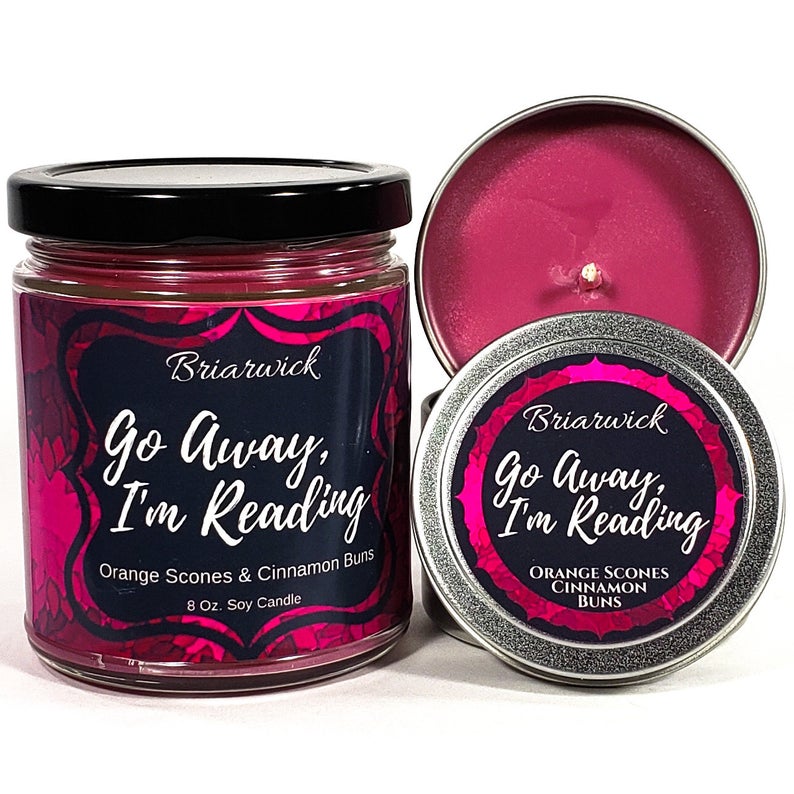 Briarwick
Go Away,
I'm Reading
Orange Scones & Cinnamon Buns
8 Oz. Soy Candle
Briarwick
Go Away,
I'm Reading
Orange Scones
Cinnamon
Buns